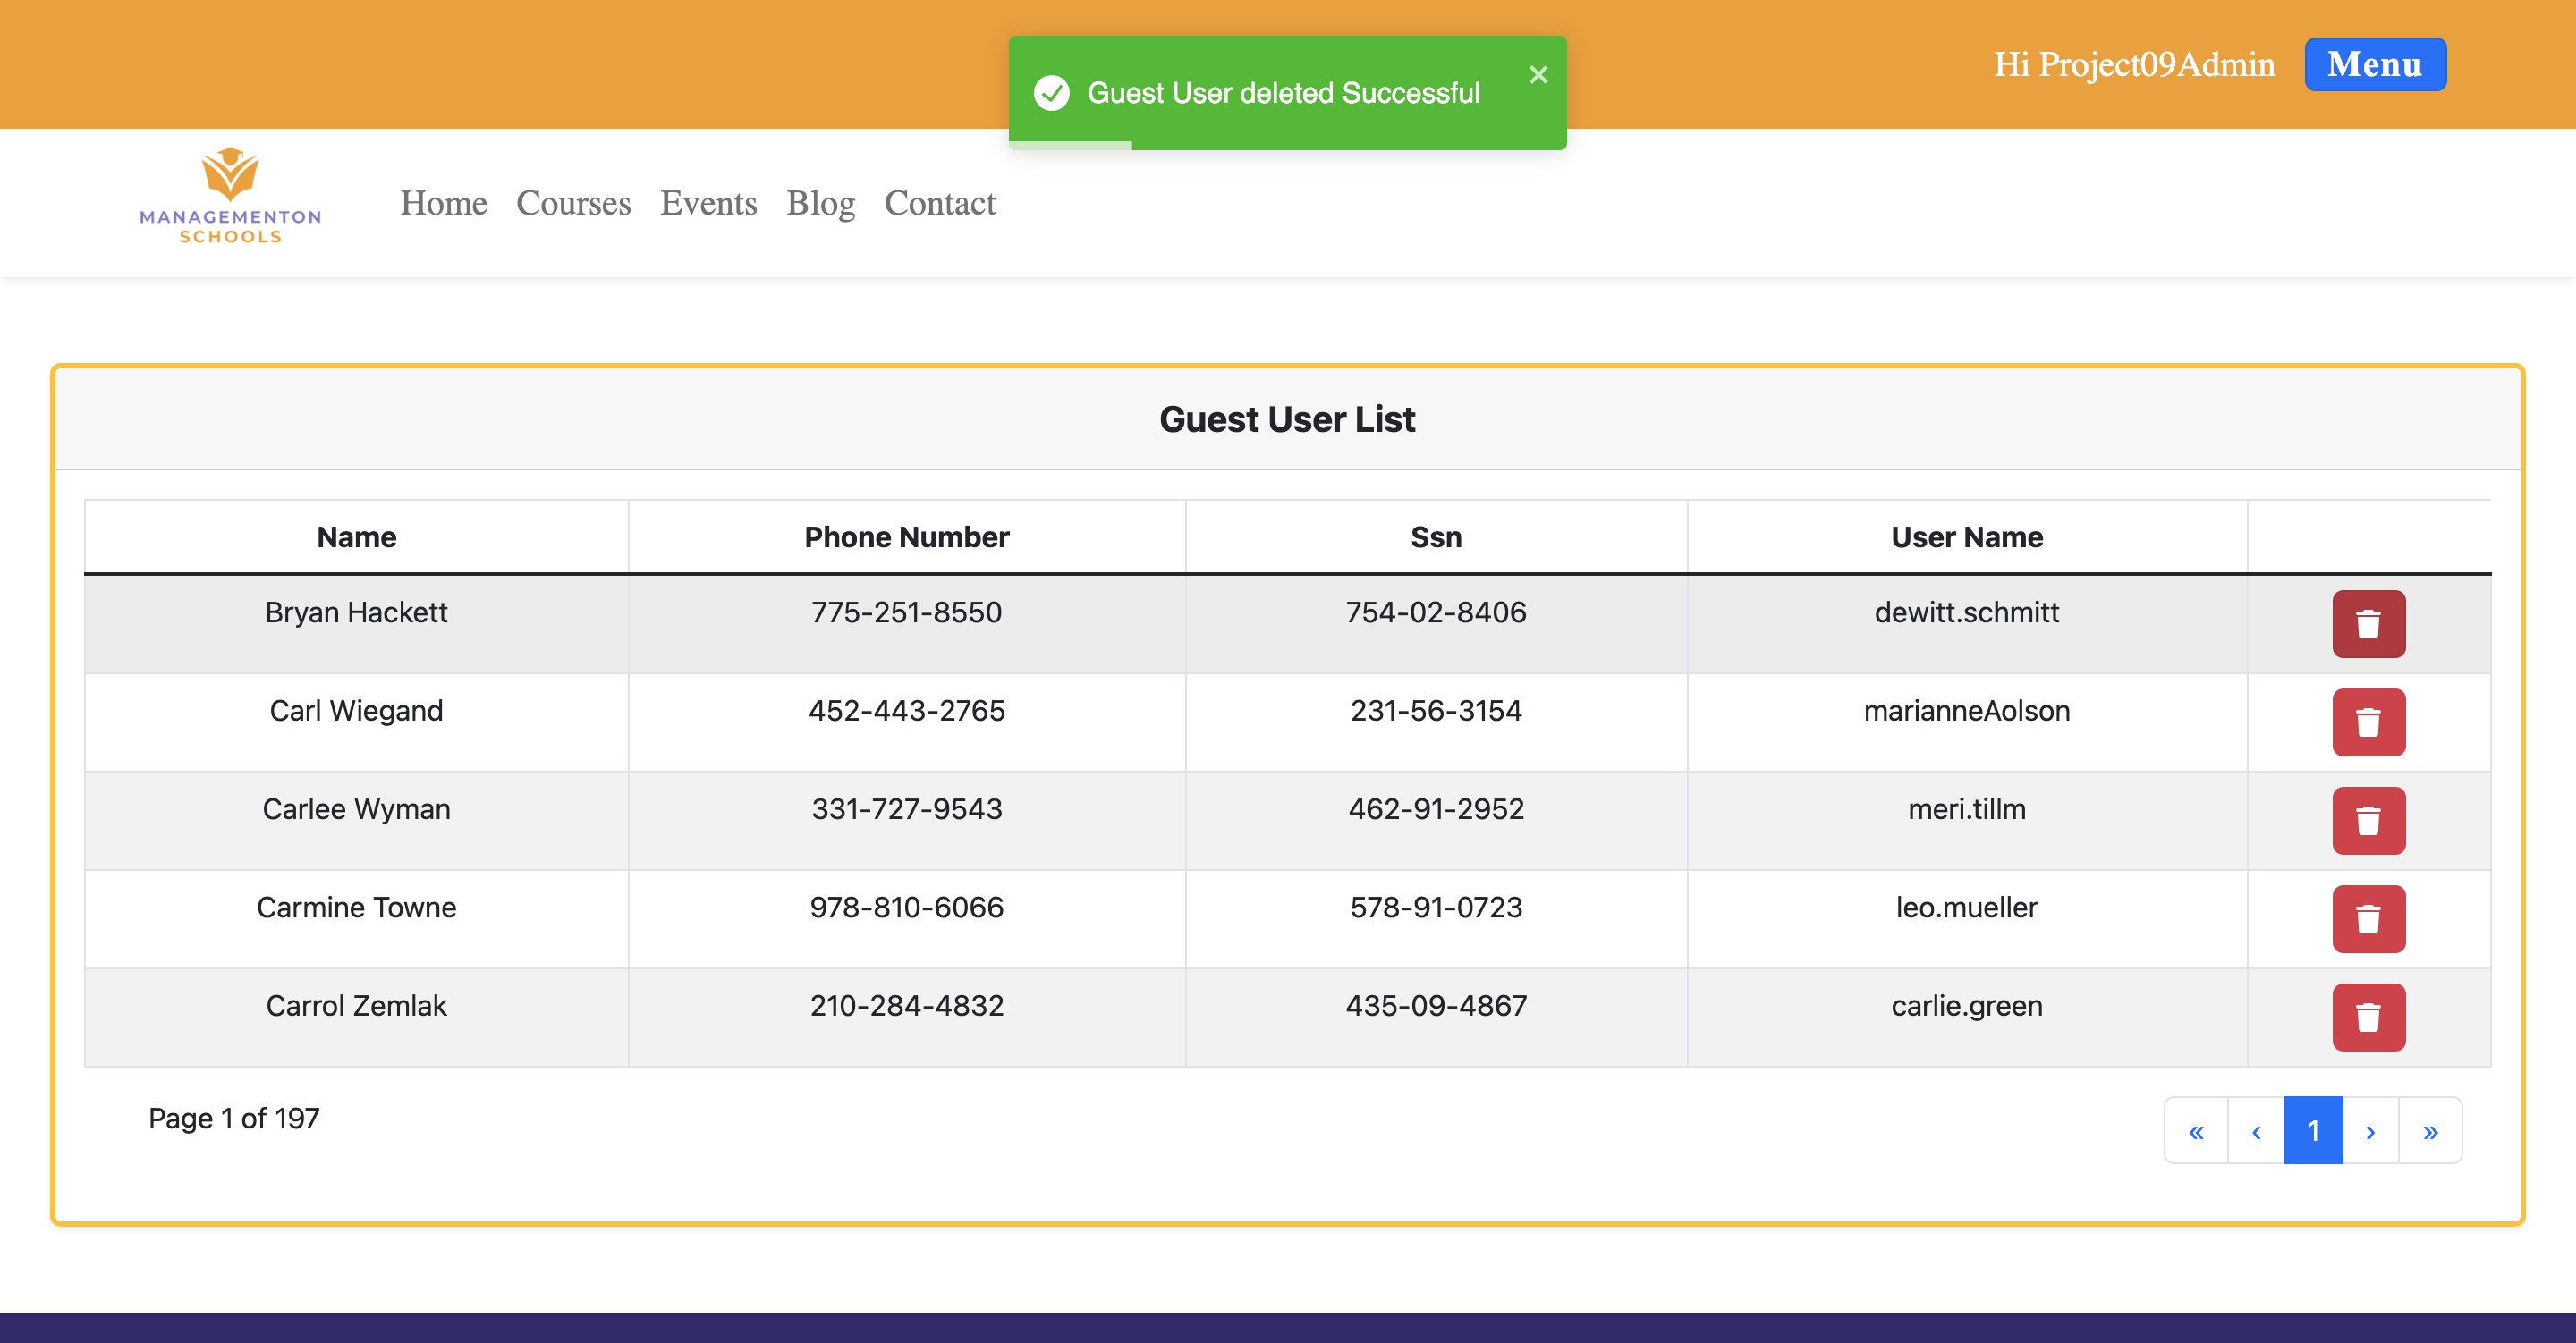 Guest User deleted Successful ×
Hi Project09Admin Menu
MANAGEMENTON
SCHOOLS
Home Courses Events Blog Contact
Guest User List
Name Phone Number Ssn User Name
Bryan Hackett 775-251-8550 754-02-8406 dewitt.schmitt
Carl Wiegand 452-443-2765 231-56-3154 marianneAolson
Carlee Wyman 331-727-9543 462-91-2952 meri.tillm
Carmine Towne 978-810-6066 578-91-0723 leo.mueller
Carrol Zemlak 210-284-4832 435-09-4867 carlie.green
Page 1 of 197 « ‹ 1 › »